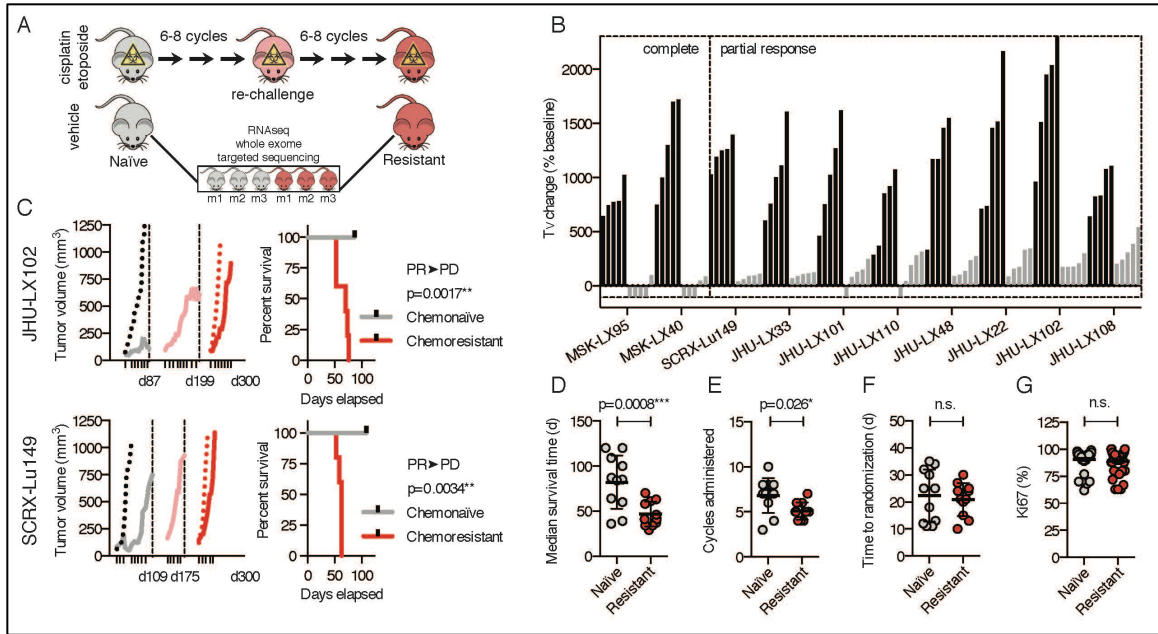 A
cisplatin
etoposide
6-8 cycles
6-8 cycles
re-challenge
vehicle
Naïve
RNAseq
whole exome
targeted sequencing
Resistant
m1 m2 m3 m1 m2 m3
B
complete
partial response
Tv change (% baseline)
2000
1500
1000
500
0
MSK-LX95
MSK-LX40
SCRX-Lu149
JHU-LX33
JHU-LX101
JHU-LX110
JHU-LX48
JHU-LX22
JHU-LX102
JHU-LX108
C
JHU-LX102
Tumor volume (mm³)
1250
1000
750
500
250
0
d87
d199
d300
Percent survival
100
75
50
25
0
0 50 100
Days elapsed
PR➤PD
p=0.0017**
Chemonaïve
Chemoresistant
SCRX-Lu149
Tumor volume (mm³)
1250
1000
750
500
250
0
d109
d175
d300
Percent survival
100
75
50
25
0
0 50 100
Days elapsed
PR➤PD
p=0.0034**
Chemonaïve
Chemoresistant
D
p=0.0008***
Median survival time (d)
150
100
50
0
Naïve
Resistant
E
p=0.026*
Cycles administered
15
10
5
0
Naïve
Resistant
F
n.s.
Time to randomization (d)
50
40
30
20
10
0
Naïve
Resistant
G
n.s.
Ki67 (%)
125
100
75
50
25
0
Naïve
Resistant